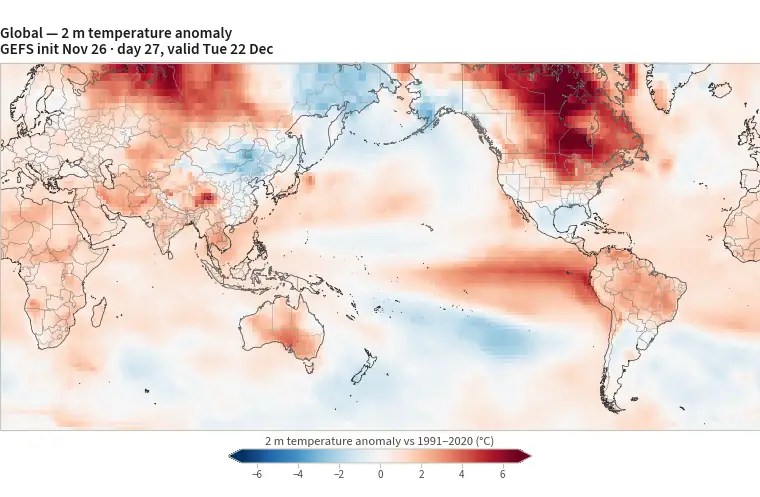 Global — 2 m temperature anomaly
GEFS init Nov 26 · day 27, valid Tue 22 Dec
2 m temperature anomaly vs 1991–2020 (°C)
−6 −4 −2 0 2 4 6